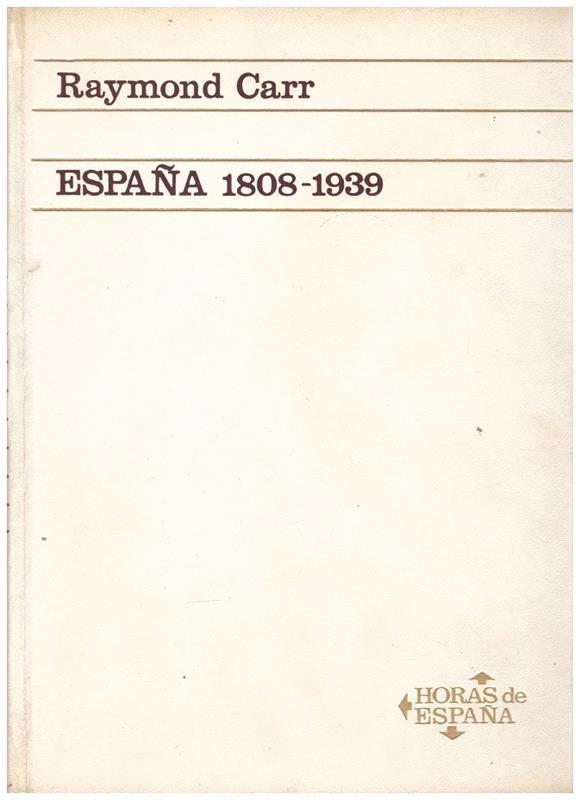 Raymond Carr
ESPAÑA 1808-1939
HORAS de
ESPAÑA